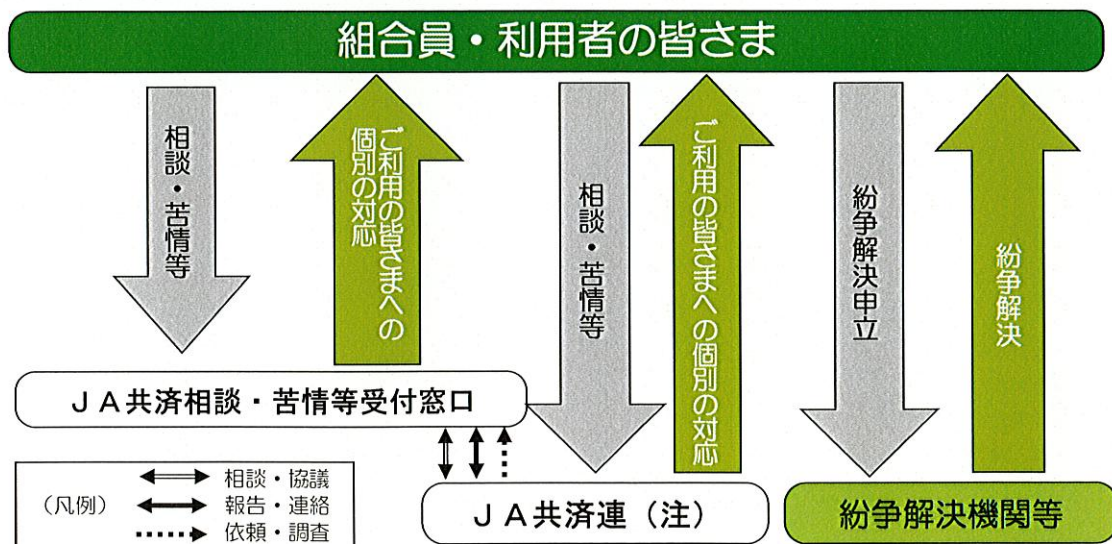 組合員・利用者の皆さま
相談・苦情等
ご利用の皆さまへの
個別の対応
相談・苦情等
ご利用の皆さまへ の個別の対応
紛争解決申立
紛争解決
ＪＡ共済相談・苦情等受付窓口
（凡例）
相談・協議
報告・連絡
依頼・調査
ＪＡ共済連（注）
紛争解決機関等